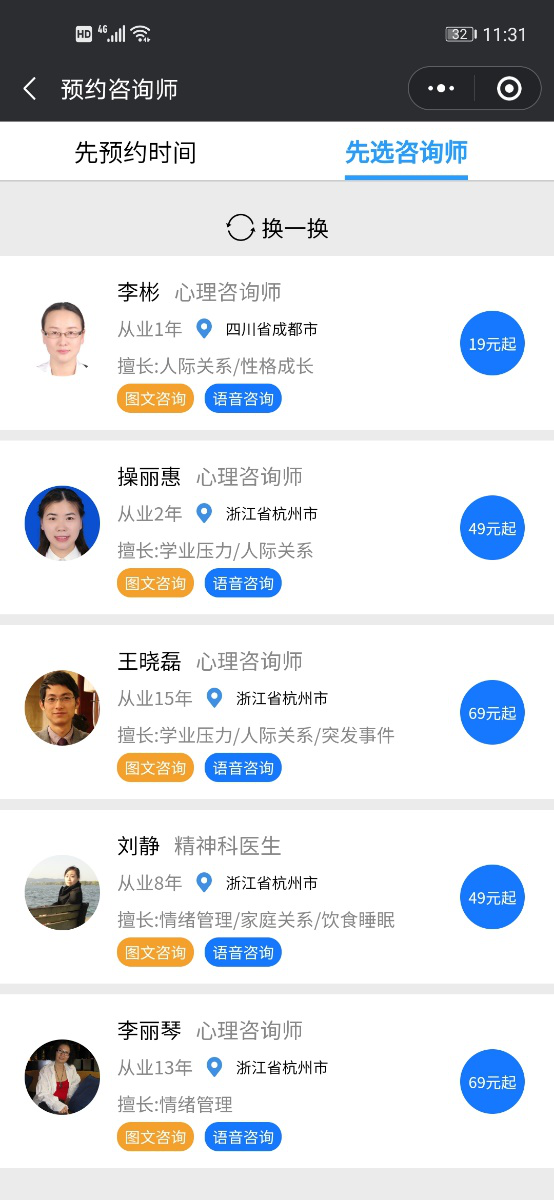 HD 4G 32 11:31
预约咨询师
先预约时间 先选咨询师
换一换
李彬 心理咨询师
从业1年 四川省成都市
19元起
擅长:人际关系/性格成长
图文咨询 语音咨询
操丽惠 心理咨询师
从业2年 浙江省杭州市
49元起
擅长:学业压力/人际关系
图文咨询 语音咨询
王晓磊 心理咨询师
从业15年 浙江省杭州市
69元起
擅长:学业压力/人际关系/突发事件
图文咨询 语音咨询
刘静 精神科医生
从业8年 浙江省杭州市
49元起
擅长:情绪管理/家庭关系/饮食睡眠
图文咨询 语音咨询
李丽琴 心理咨询师
从业13年 浙江省杭州市
69元起
擅长:情绪管理
图文咨询 语音咨询